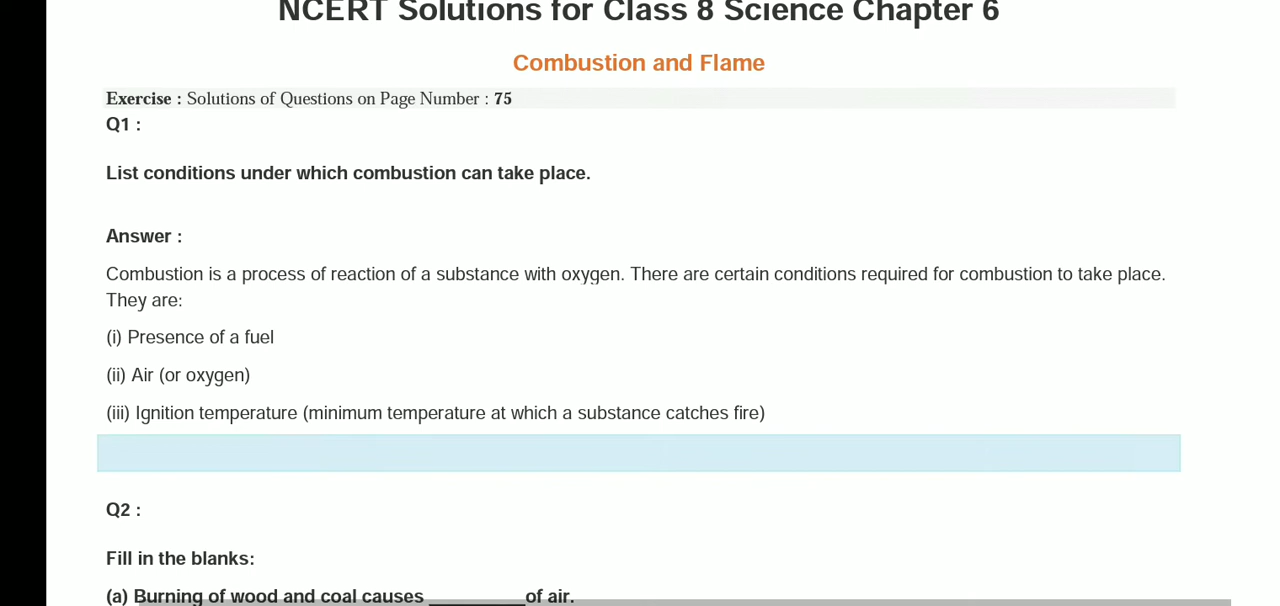 NCERT Solutions for Class 8 Science Chapter 6
Combustion and Flame
Exercise : Solutions of Questions on Page Number : 75
Q1 :
List conditions under which combustion can take place.
Answer :
Combustion is a process of reaction of a substance with oxygen. There are certain conditions required for combustion to take place.
They are:
(i) Presence of a fuel
(ii) Air (or oxygen)
(iii) Ignition temperature (minimum temperature at which a substance catches fire)
Q2 :
Fill in the blanks:
(a) Burning of wood and coal causes __________of air.